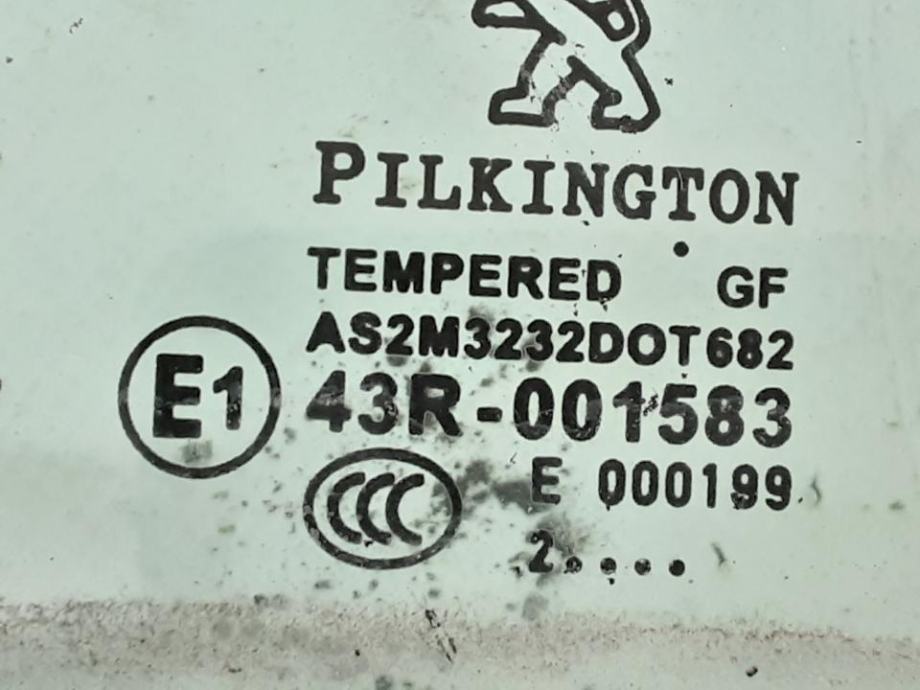 PILKINGTON
TEMPERED GF
AS2M3232DOT682
E1 43R-001583
CCC E 000199
2....